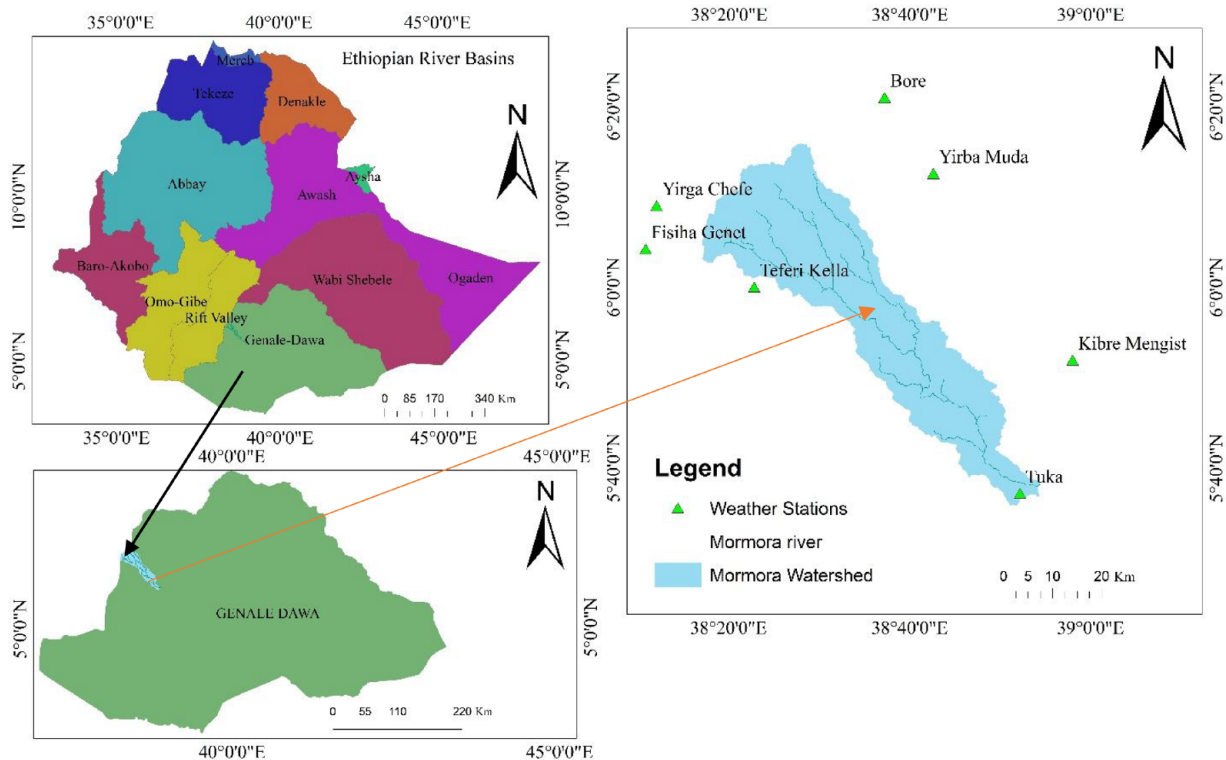 35°0'0"E 40°0'0"E 45°0'0"E
Ethiopian River Basins
N
10°0'0"N
5°0'0"N
10°0'0"N
5°0'0"N
Mereb
Tekeze
Denakle
Abbay
Aysha
Awash
Baro-Akobo
Wabi Shebele
Ogaden
Omo-Gibe
Rift Valley
Genale-Dawa
0 85 170 340 Km
35°0'0"E 40°0'0"E 45°0'0"E
40°0'0"E 45°0'0"E
N
5°0'0"N
5°0'0"N
GENALE DAWA
0 55 110 220 Km
40°0'0"E 45°0'0"E
38°20'0"E 38°40'0"E 39°0'0"E
N
6°20'0"N
6°0'0"N
5°40'0"N
6°20'0"N
6°0'0"N
5°40'0"N
Bore
Yirba Muda
Yirga Chefe
Fisiha Genet
Teferi Kella
Kibre Mengist
Tuka
Legend
Weather Stations
Mormora river
Mormora Watershed
0 5 10 20 Km
38°20'0"E 38°40'0"E 39°0'0"E